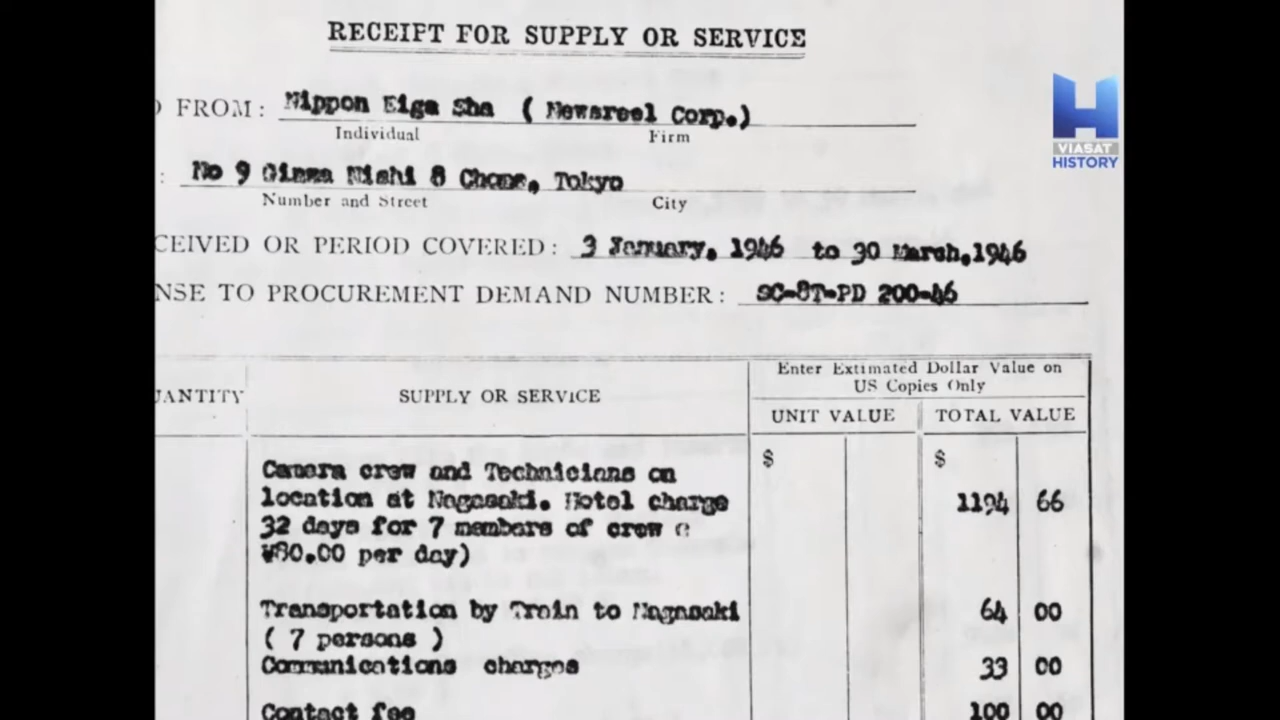 RECEIPT FOR SUPPLY OR SERVICE
FROM: Nippon Eiga Sha ( Newsreel Corp.)
Individual Firm
: No 9 Ginza Nishi 8 Chome, Tokyo
Number and Street City
CEIVED OR PERIOD COVERED: 3 January, 1946 to 30 March,1946
NSE TO PROCUREMENT DEMAND NUMBER: SC-8T-PD 200-46
Enter Extimated Dollar Value on
US Copies Only
UANTITY SUPPLY OR SERVICE UNIT VALUE TOTAL VALUE
$ $
Camera crew and Technicians on
location at Nagasaki. Hotel charge 1194 66
32 days for 7 members of crew @
¥80.00 per day)
Transportation by Train to Nagasaki 64 00
( 7 persons )
Communications charges 33 00
Contact fee 100 00
VIASAT
HISTORY